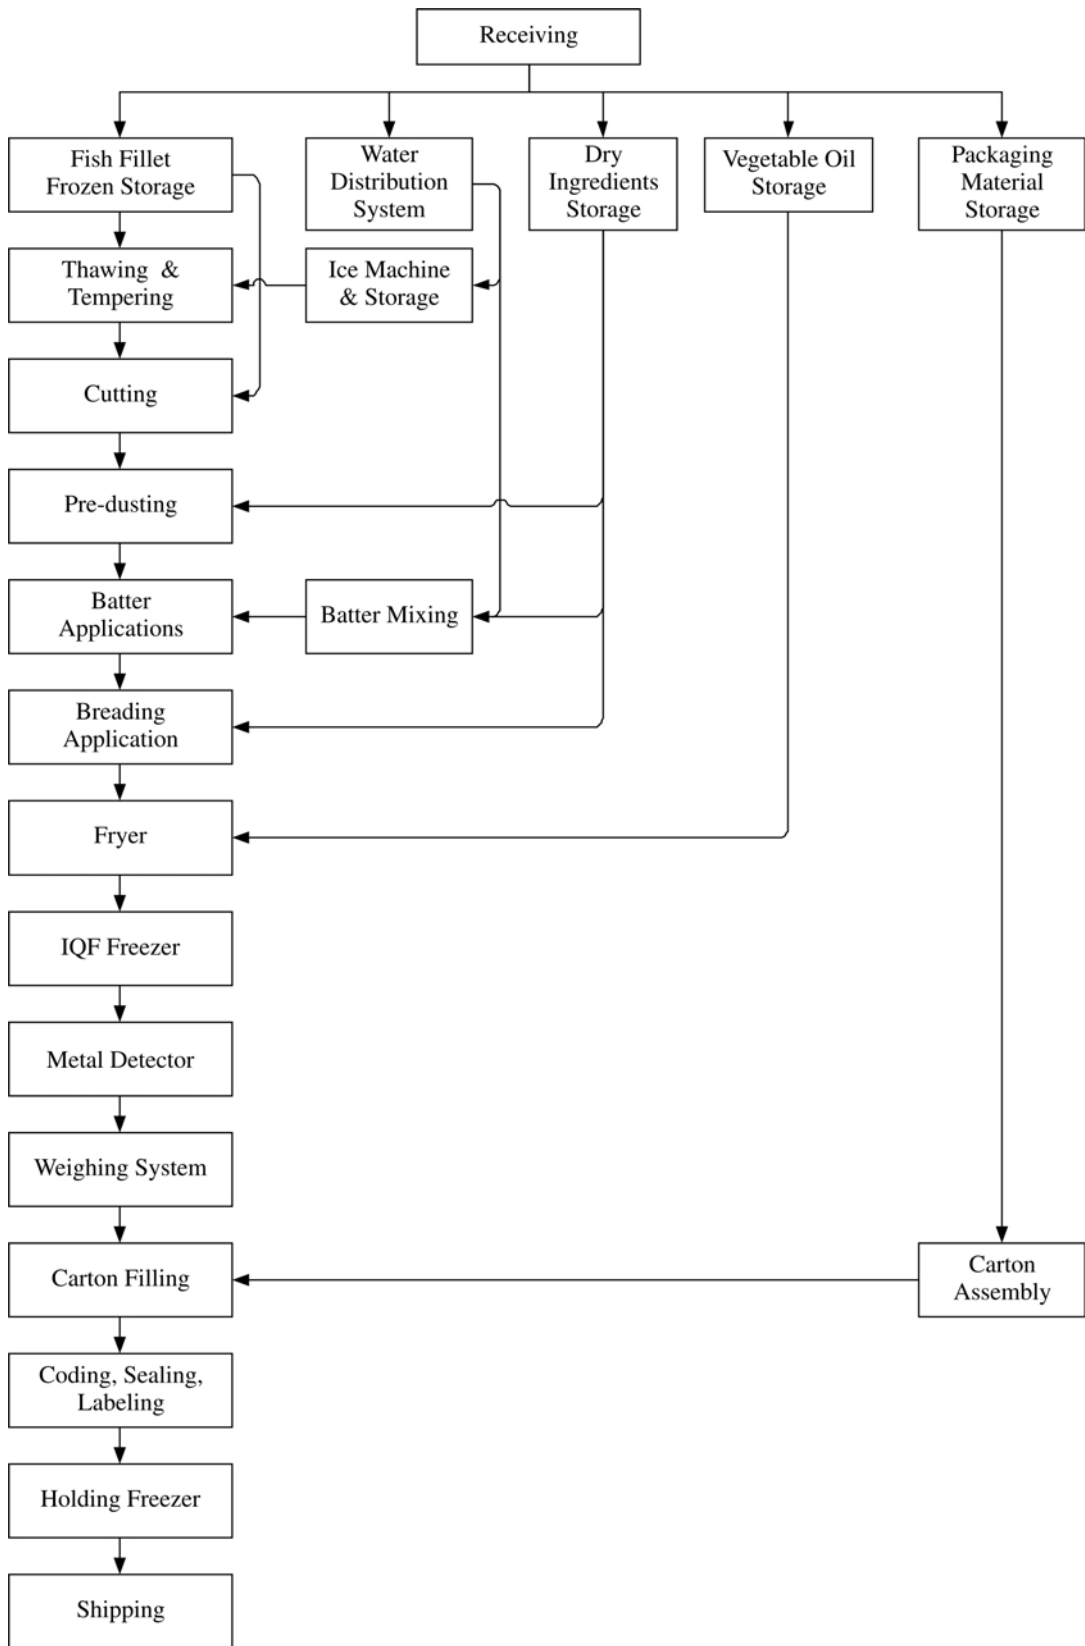 Receiving
Fish Fillet
Frozen Storage
Water
Distribution
System
Dry
Ingredients
Storage
Vegetable Oil
Storage
Packaging
Material
Storage
Thawing &
Tempering
Ice Machine
& Storage
Cutting
Pre-dusting
Batter
Applications
Batter Mixing
Breading
Application
Fryer
IQF Freezer
Metal Detector
Weighing System
Carton Filling
Carton
Assembly
Coding, Sealing,
Labeling
Holding Freezer
Shipping